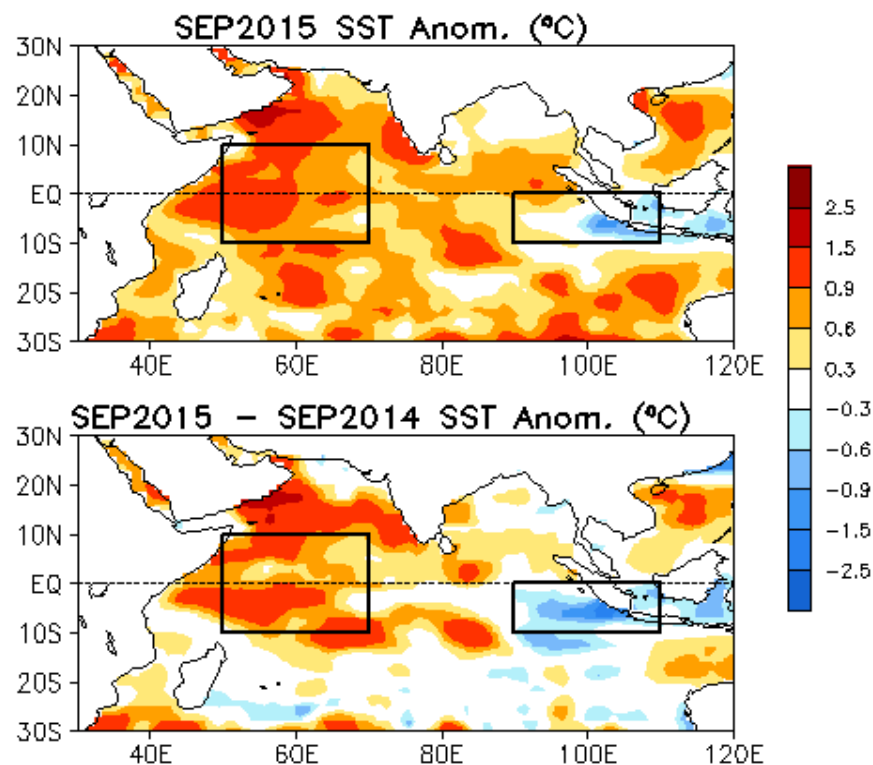 SEP2015 SST Anom. (°C)
30N
20N
10N
EQ
10S
20S
30S
40E 60E 80E 100E 120E
2.5
1.5
0.9
0.6
0.3
-0.3
-0.6
-0.9
-1.5
-2.5
SEP2015 - SEP2014 SST Anom. (°C)
30N
20N
10N
EQ
10S
20S
30S
40E 60E 80E 100E 120E